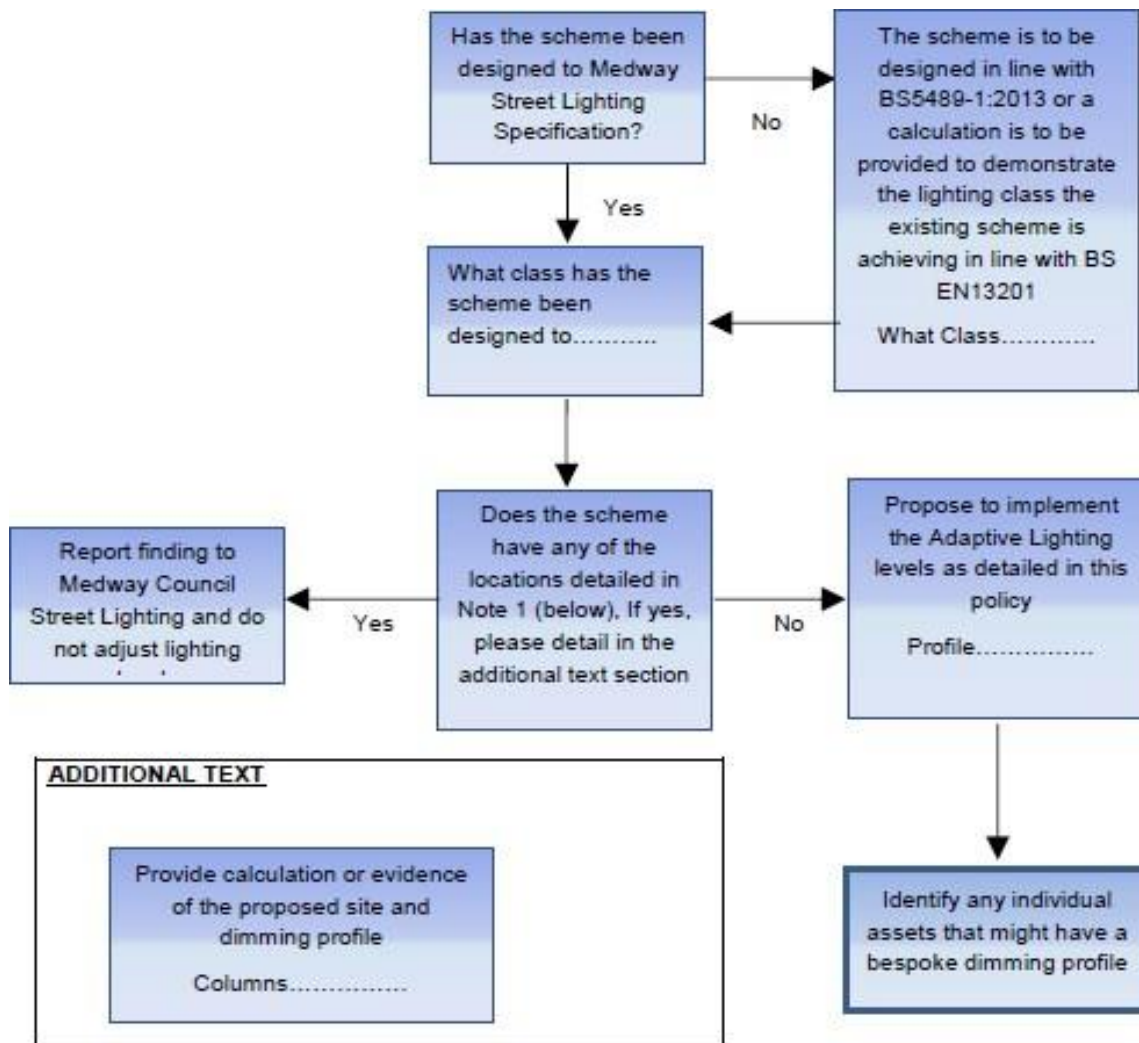 Has the scheme been
designed to Medway
Street Lighting
Specification?
No
The scheme is to be
designed in line with
BS5489-1:2013 or a
calculation is to be
provided to demonstrate
the lighting class the
existing scheme is
achieving in line with BS
EN13201
What Class…………
Yes
What class has the
scheme been
designed to………..
Does the scheme
have any of the
locations detailed in
Note 1 (below), If yes,
please detail in the
additional text section
Yes
Report finding to
Medway Council
Street Lighting and do
not adjust lighting
No
Propose to implement
the Adaptive Lighting
levels as detailed in this
policy
Profile……………
Identify any individual
assets that might have a
bespoke dimming profile
ADDITIONAL TEXT
Provide calculation or evidence
of the proposed site and
dimming profile
Columns……………